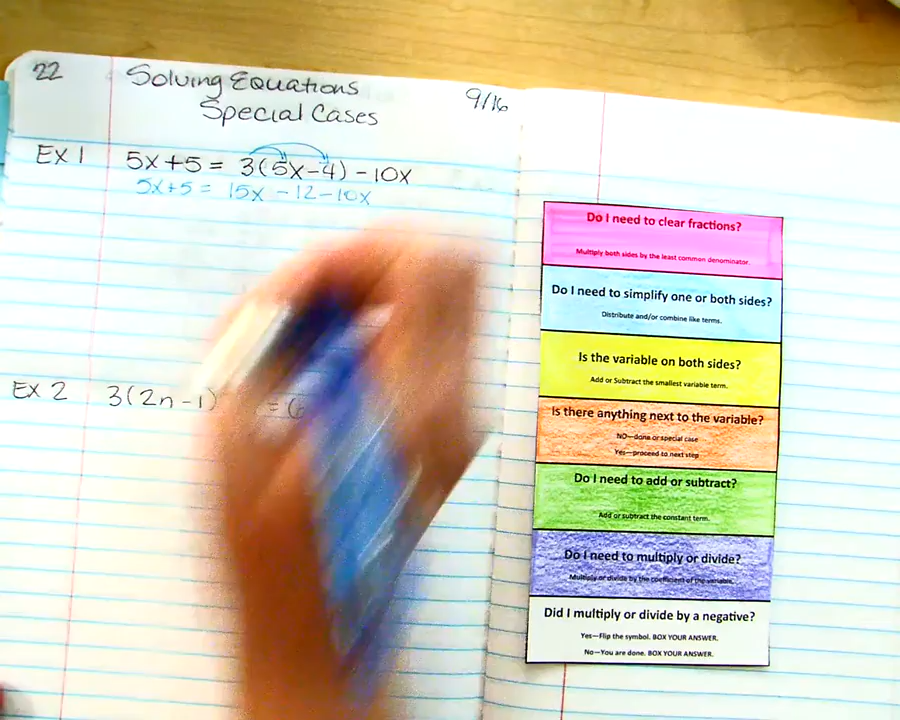 22
Solving Equations
Special Cases
9/16
Ex 1 5x+5 = 3(5x-4) -10x
5x+5 = 15x -12 -10x
Ex 2 3(2n-1) =
Do I need to clear fractions?
Multiply both sides by the least common denominator.
Do I need to simplify one or both sides?
Distribute and/or combine like terms.
Is the variable on both sides?
Add or Subtract the smallest variable term.
Is there anything next to the variable?
NO—done or special case
Yes—proceed to next step
Do I need to add or subtract?
Add or subtract the constant term.
Do I need to multiply or divide?
Multiply or divide by the coefficient of the variable.
Did I multiply or divide by a negative?
Yes—Flip the symbol. BOX YOUR ANSWER.
No—You are done. BOX YOUR ANSWER.